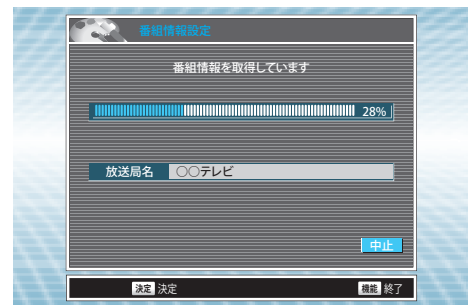 番組情報設定
番組情報を取得しています
28%
放送局名 ○○テレビ
中止
決定 決定 機能 終了